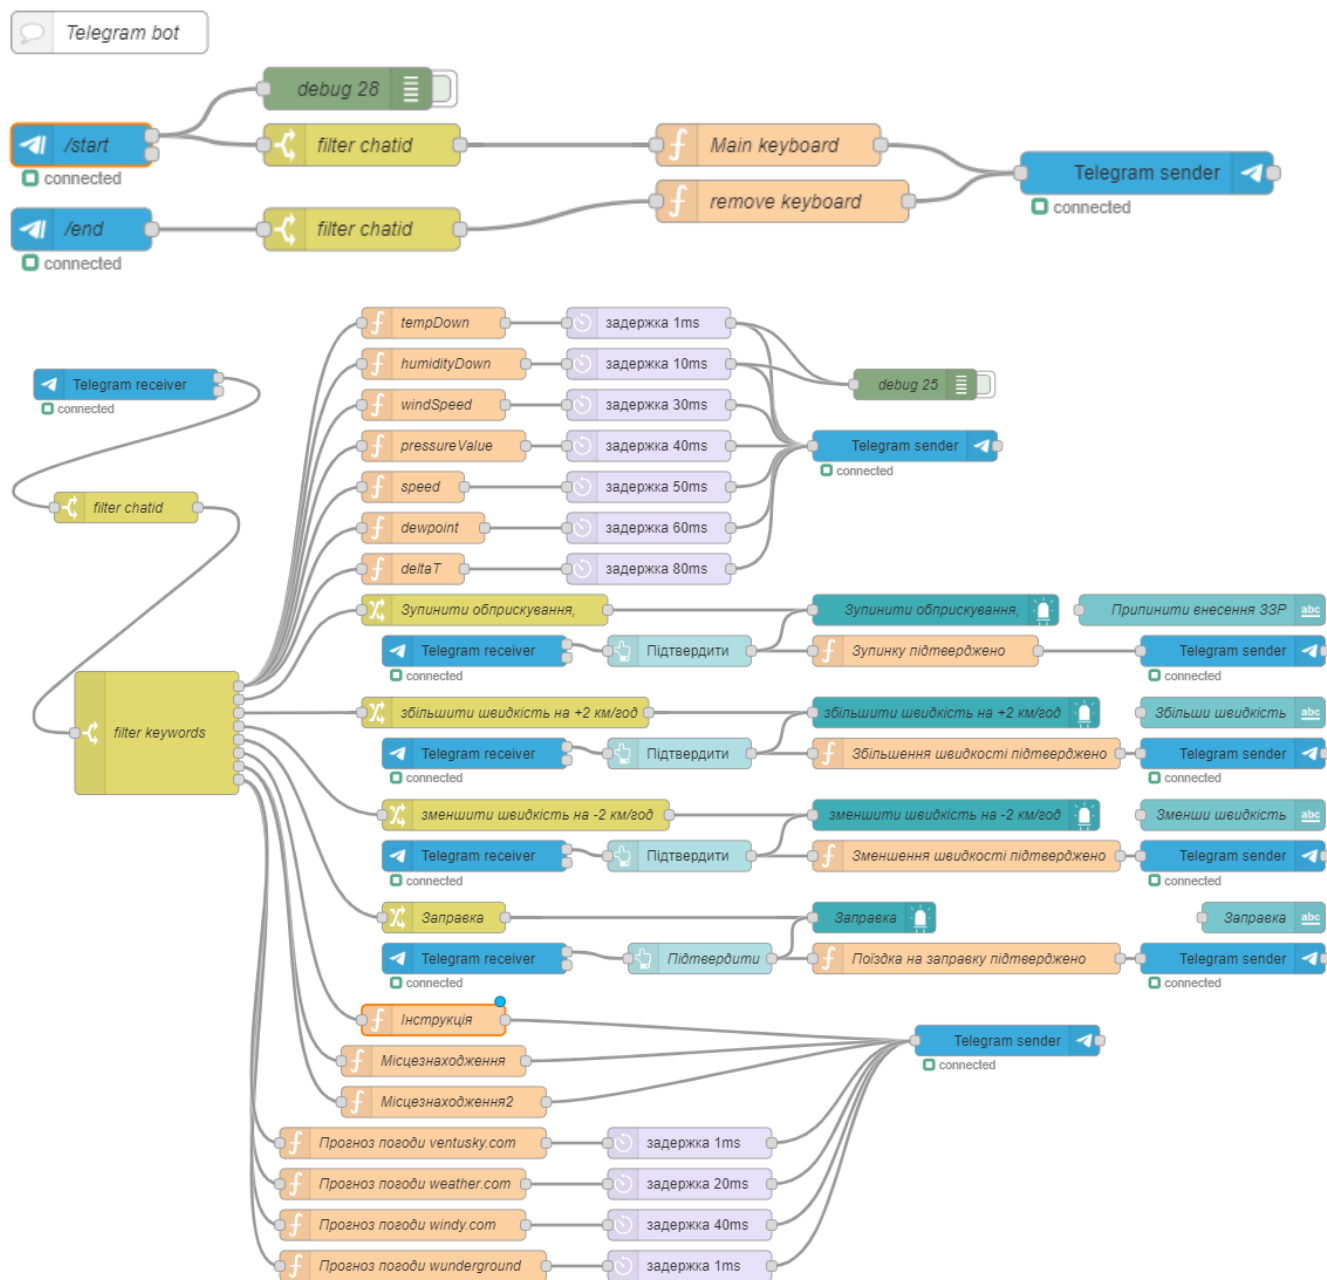 Telegram bot
debug 28
/start
filter chatid
Main keyboard
Telegram sender
connected
remove keyboard
connected
/end
filter chatid
connected
tempDown
задержка 1ms
humidityDown
задержка 10ms
Telegram receiver
debug 25
connected
windSpeed
задержка 30ms
pressureValue
задержка 40ms
Telegram sender
connected
speed
задержка 50ms
filter chatid
dewpoint
задержка 60ms
deltaT
задержка 80ms
Зупинити обприскування,
Зупинити обприскування,
Припинити внесення ЗЗР
abc
Telegram receiver
Підтвердити
Зупинку підтверджено
Telegram sender
connected
connected
filter keywords
збільшити швидкість на +2 км/год
збільшити швидкість на +2 км/год
Збільши швидкість
abc
Telegram receiver
Підтвердити
Збільшення швидкості підтверджено
Telegram sender
connected
connected
зменшити швидкість на -2 км/год
зменшити швидкість на -2 км/год
Зменши швидкість
abc
Telegram receiver
Підтвердити
Зменшення швидкості підтверджено
Telegram sender
connected
connected
Заправка
Заправка
Заправка
abc
Telegram receiver
Підтвердити
Поїздка на заправку підтверджено
Telegram sender
connected
connected
Інструкція
Telegram sender
connected
Місцезнаходження
Місцезнаходження2
Прогноз погоди ventusky.com
задержка 1ms
Прогноз погоди weather.com
задержка 20ms
Прогноз погоди windy.com
задержка 40ms
Прогноз погоди wunderground
задержка 1ms